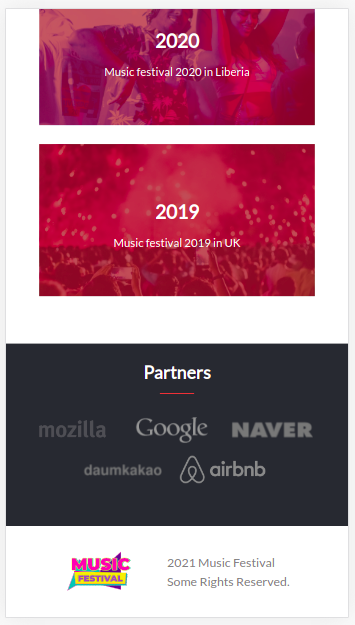 2020
Music festival 2020 in Liberia
2019
Music festival 2019 in UK
Partners
mozilla Google NAVER
daumkakao airbnb
MUSIC
FESTIVAL
2021 Music Festival
Some Rights Reserved.